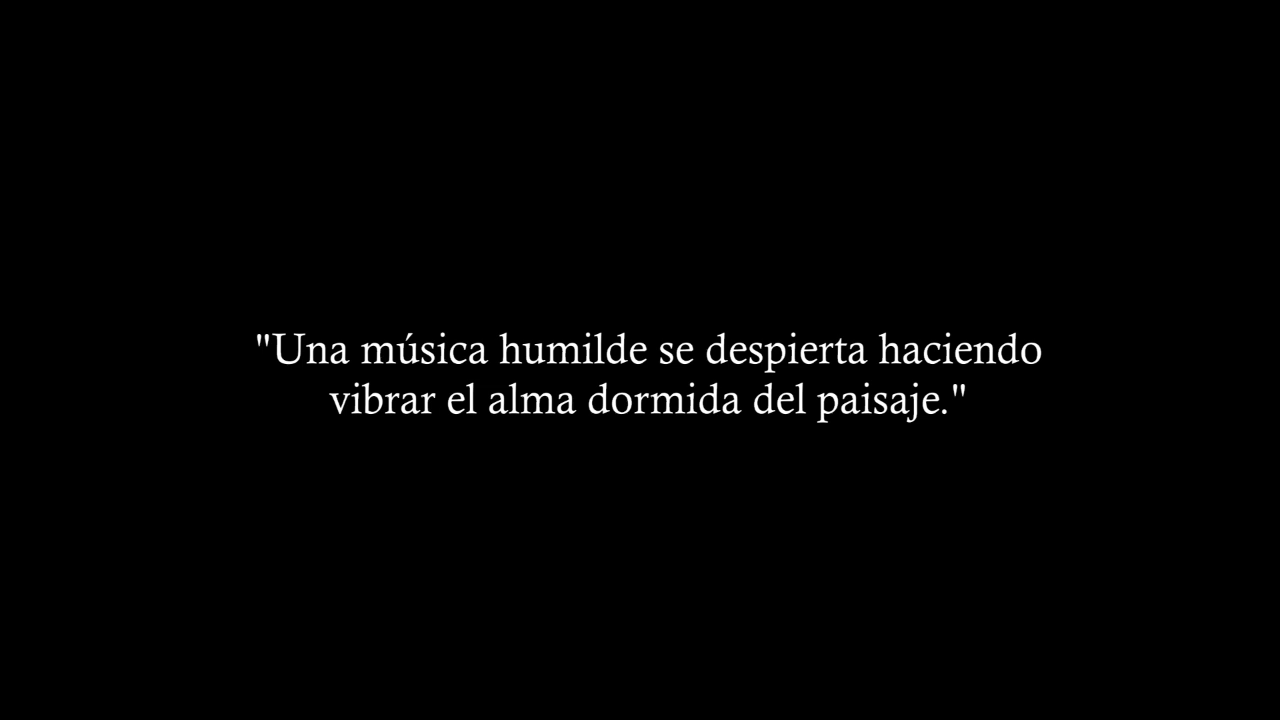 "Una música humilde se despierta haciendo
vibrar el alma dormida del paisaje."